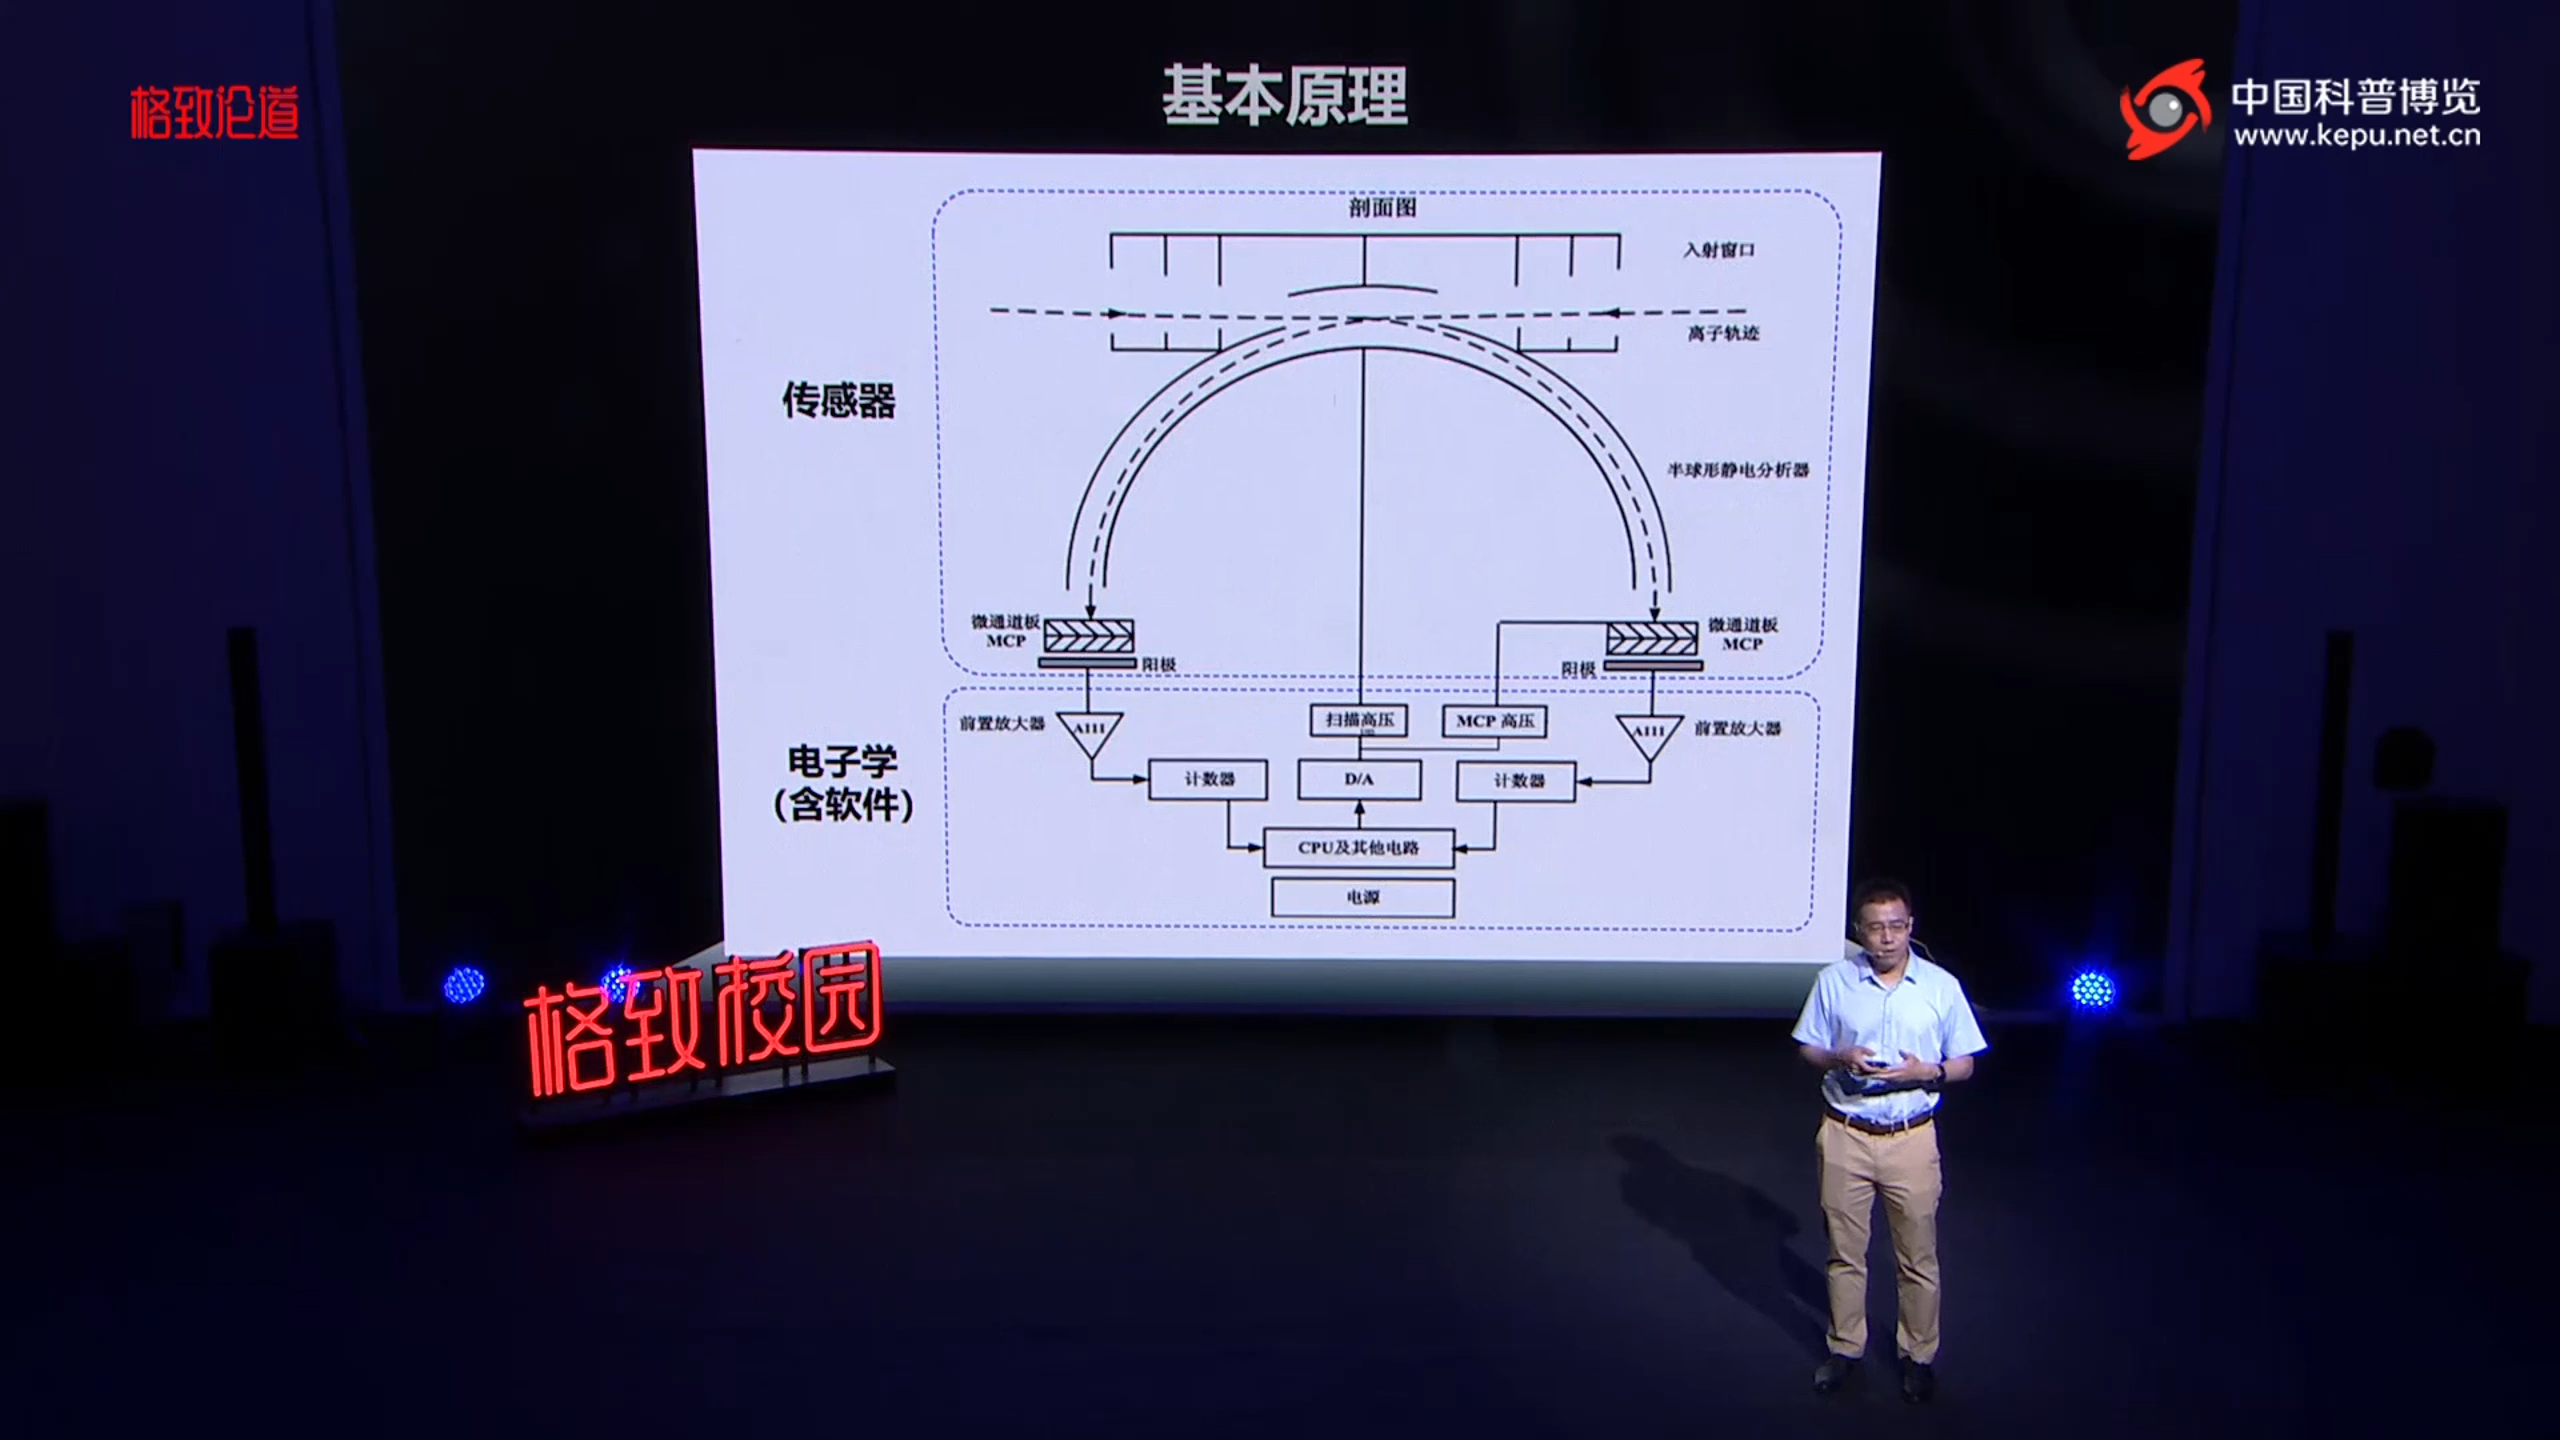 基本原理
格致论道
中国科普博览
www.kepu.net.cn
剖面图
入射窗口
离子轨迹
传感器
半球形静电分析器
微通道板
MCP
阳极
微通道板
MCP
阳极
前置放大器
A111
扫描高压
MCP 高压
A111
前置放大器
电子学
(含软件)
计数器
D/A
计数器
CPU及其他电路
电源
格致校园